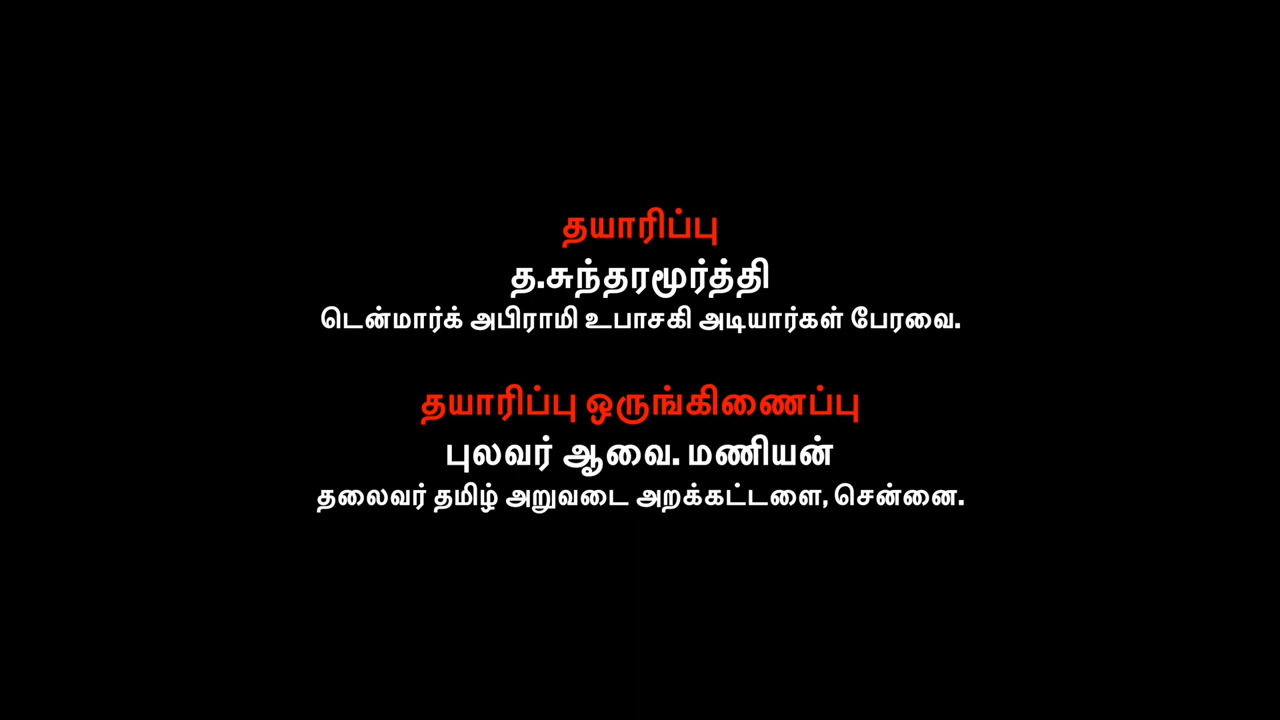 தயாரிப்பு
த.சுந்தரமூர்த்தி
டென்மார்க் அபிராமி உபாசகி அடியார்கள் பேரவை.
தயாரிப்பு ஒருங்கிணைப்பு
புலவர் ஆவை. மணியன்
தலைவர் தமிழ் அறுவடை அறக்கட்டளை, சென்னை.